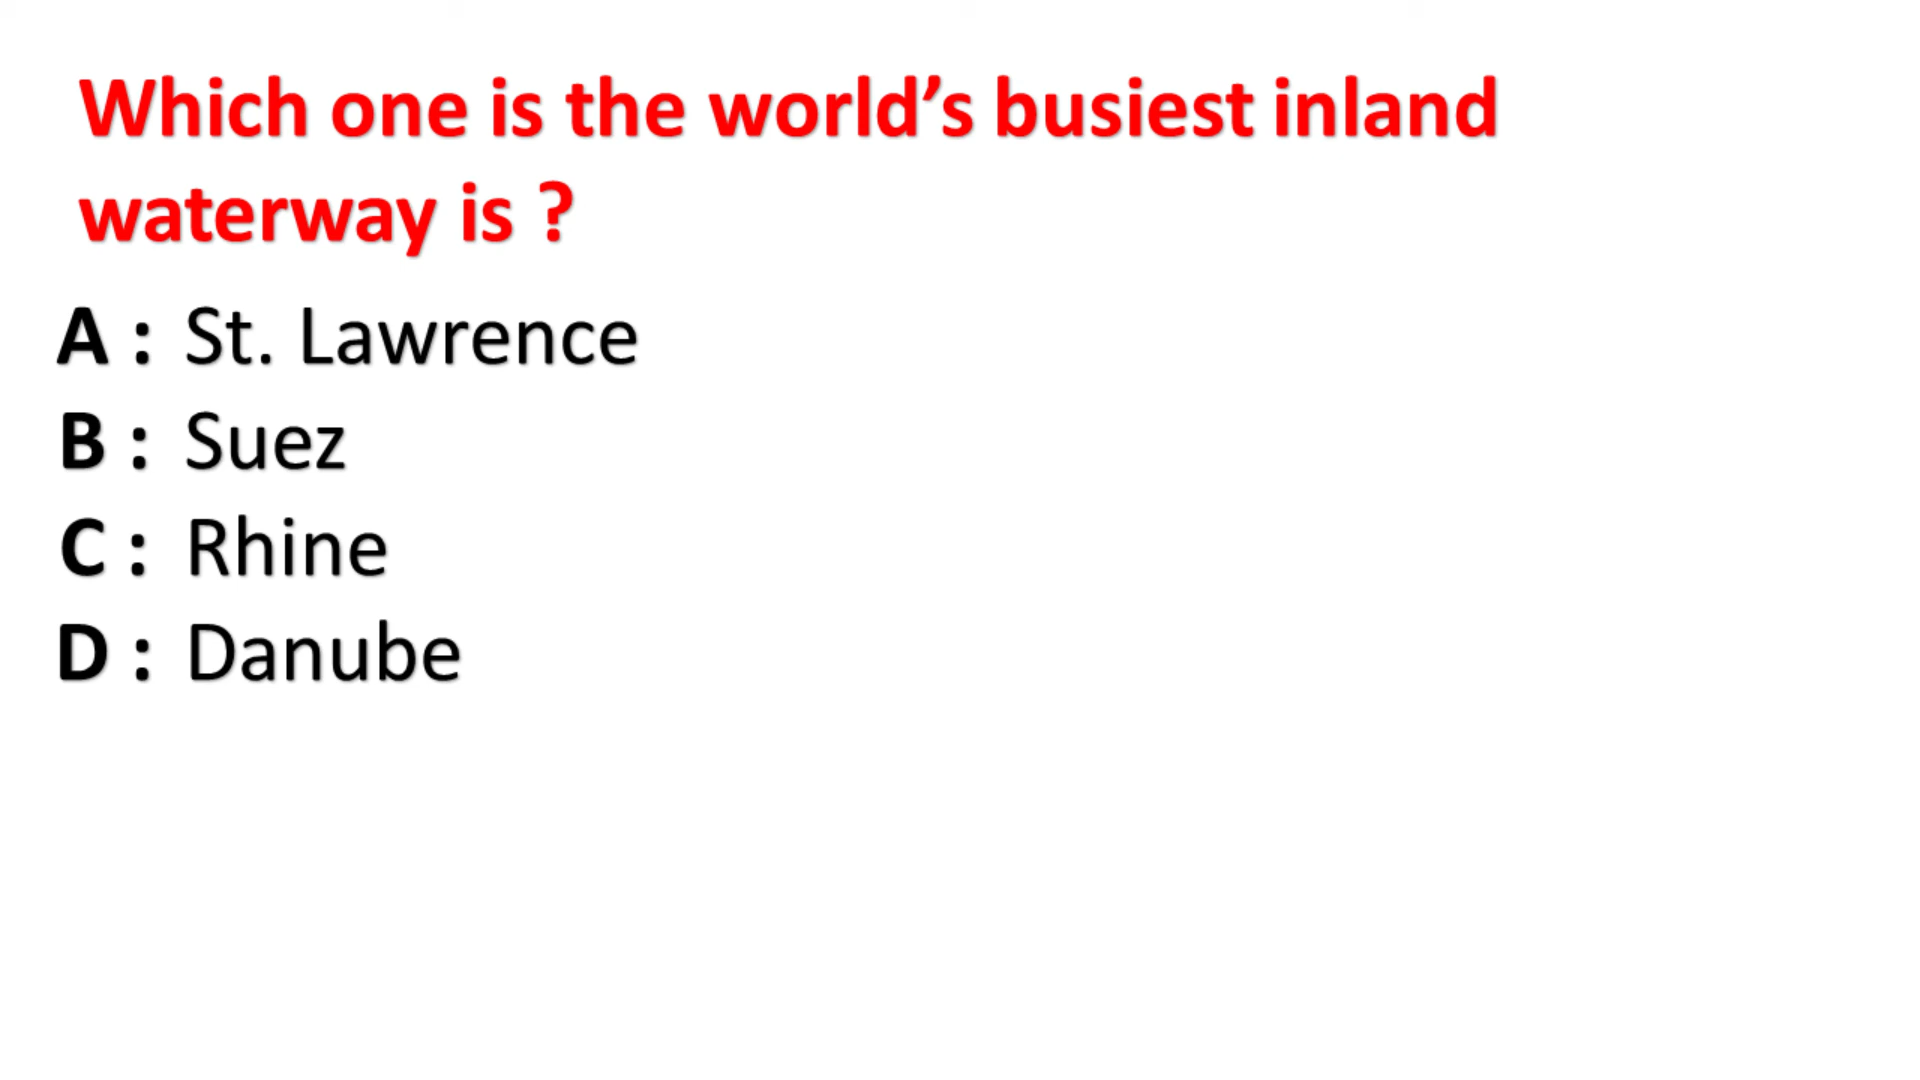 Which one is the world’s busiest inland
waterway is ?
A : St. Lawrence
B : Suez
C : Rhine
D : Danube